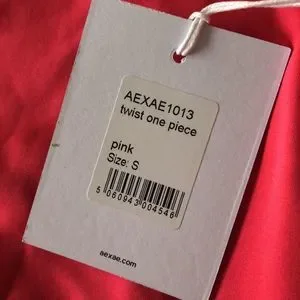 AEXAE1013
twist one piece
pink
Size: S
5 060943 004546
aexae.com